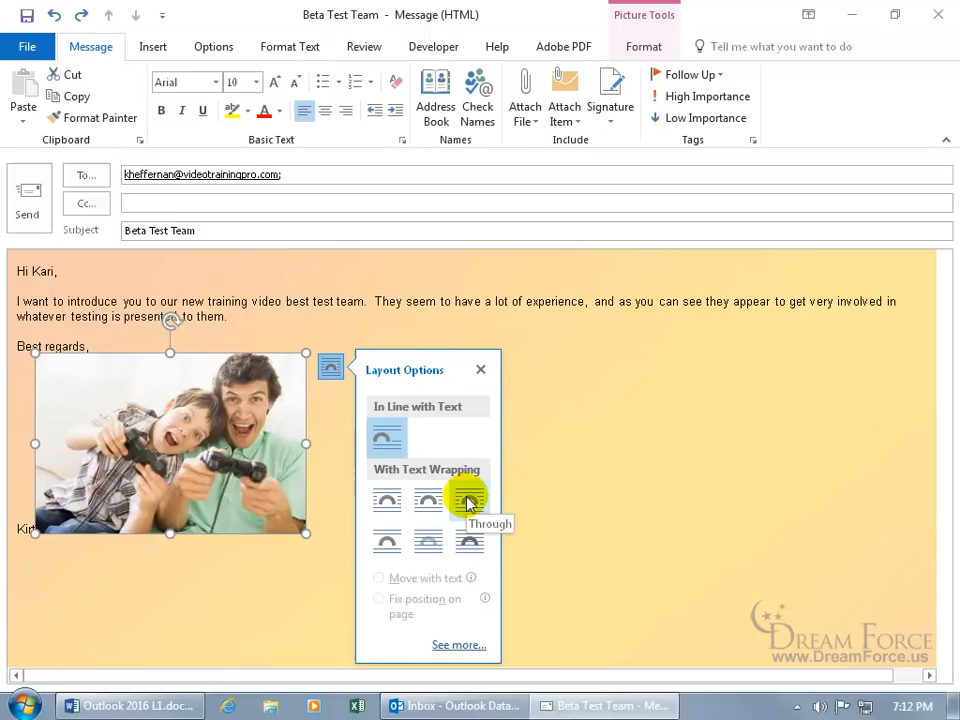 Beta Test Team - Message (HTML)
Picture Tools
File
Message
Insert
Options
Format Text
Review
Developer
Help
Adobe PDF
Format
Tell me what you want to do
Paste
Cut
Copy
Format Painter
Clipboard
Arial
10
B I U
A
Basic Text
Address Book
Check Names
Names
Attach File
Attach Item
Signature
Include
Follow Up
High Importance
Low Importance
Tags
Send
To...
kheffernan@videotrainingpro.com;
Cc...
Subject
Beta Test Team
Hi Kari,
I want to introduce you to our new training video best test team. They seem to have a lot of experience, and as you can see they appear to get very involved in
whatever testing is presented to them.
Best regards,
Layout Options
In Line with Text
With Text Wrapping
Through
Move with text
Fix position on
page
See more...
DREAM FORCE
www.DreamForce.us
Outlook 2016 L1.doc...
Inbox - Outlook Data...
Beta Test Team - Me...
7:12 PM